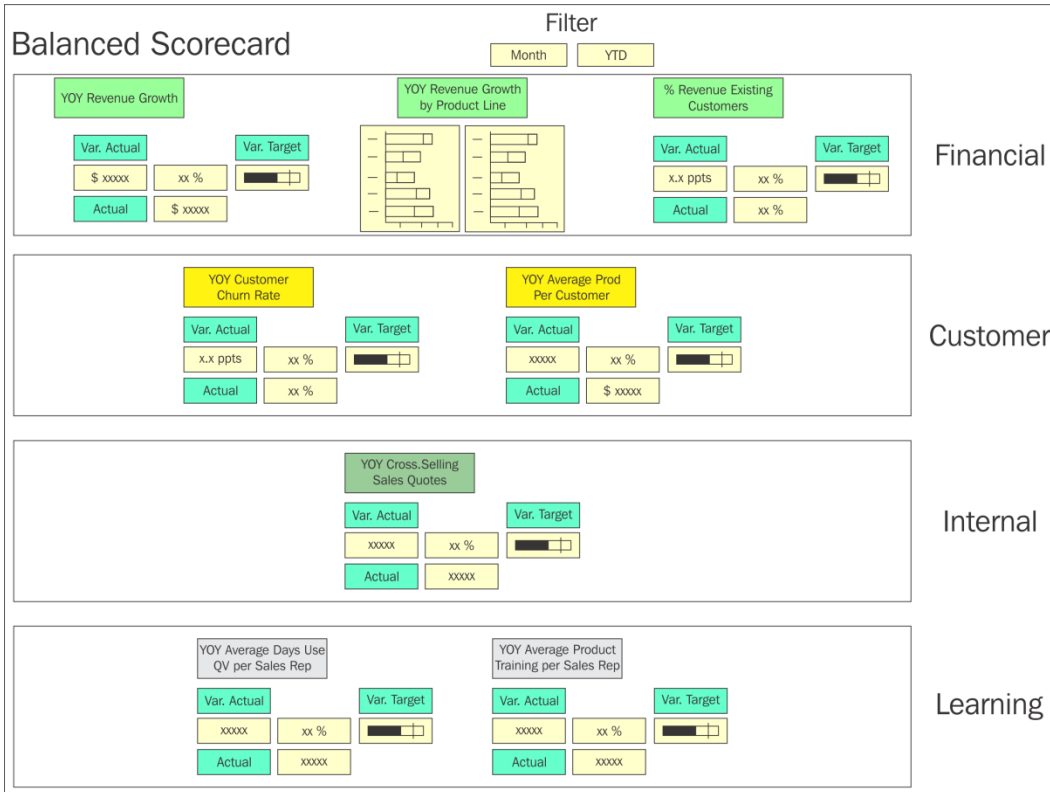 Balanced Scorecard
Filter
Month YTD
YOY Revenue Growth
YOY Revenue Growth
by Product Line
% Revenue Existing
Customers
Var. Actual Var. Target
$ xxxxx xx %
Actual $ xxxxx
Var. Actual Var. Target
x.x ppts xx %
Actual xx %
Financial
YOY Customer
Churn Rate
Var. Actual Var. Target
x.x ppts xx %
Actual xx %
YOY Average Prod
Per Customer
Var. Actual Var. Target
xxxxx xx %
Actual $ xxxxx
Customer
YOY Cross.Selling
Sales Quotes
Var. Actual Var. Target
xxxxx xx %
Actual xxxxx
Internal
YOY Average Days Use
QV per Sales Rep
Var. Actual Var. Target
xxxxx xx %
Actual xxxxx
YOY Average Product
Training per Sales Rep
Var. Actual Var. Target
xxxxx xx %
Actual xxxxx
Learning